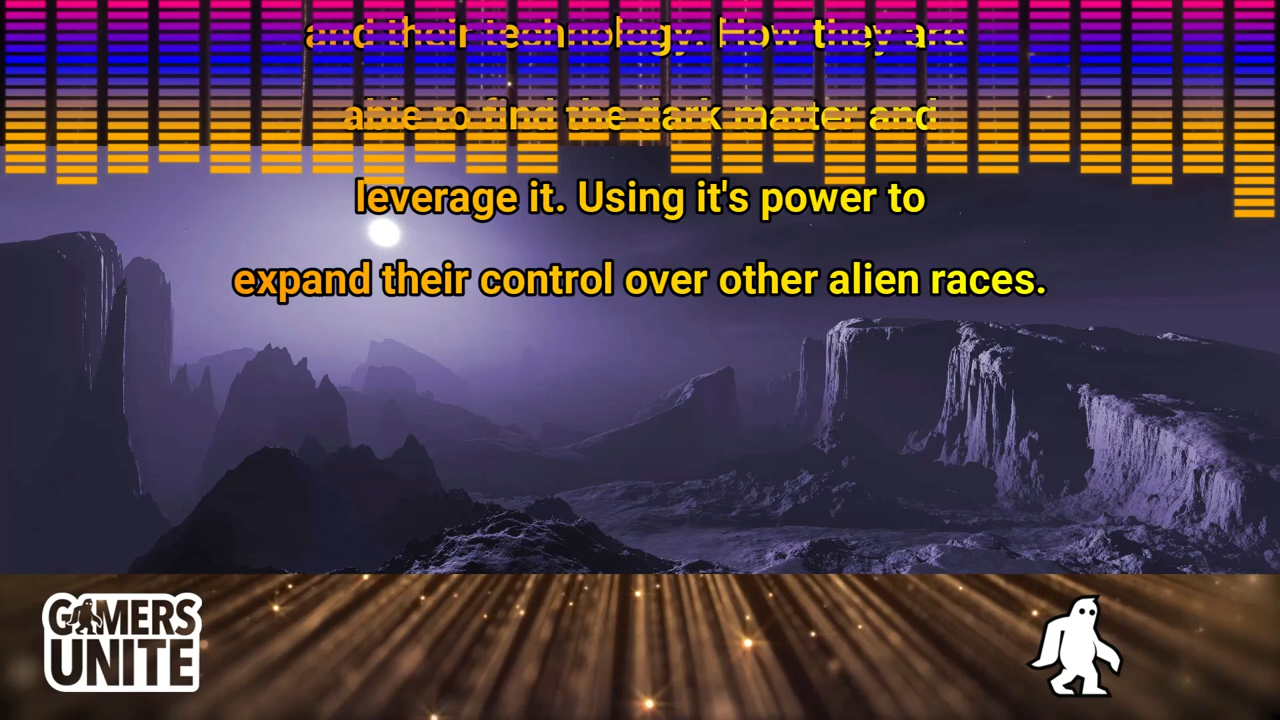 and their technology. How they are
able to find the dark matter and
leverage it. Using it's power to
expand their control over other alien races.
GAMERS
UNITE